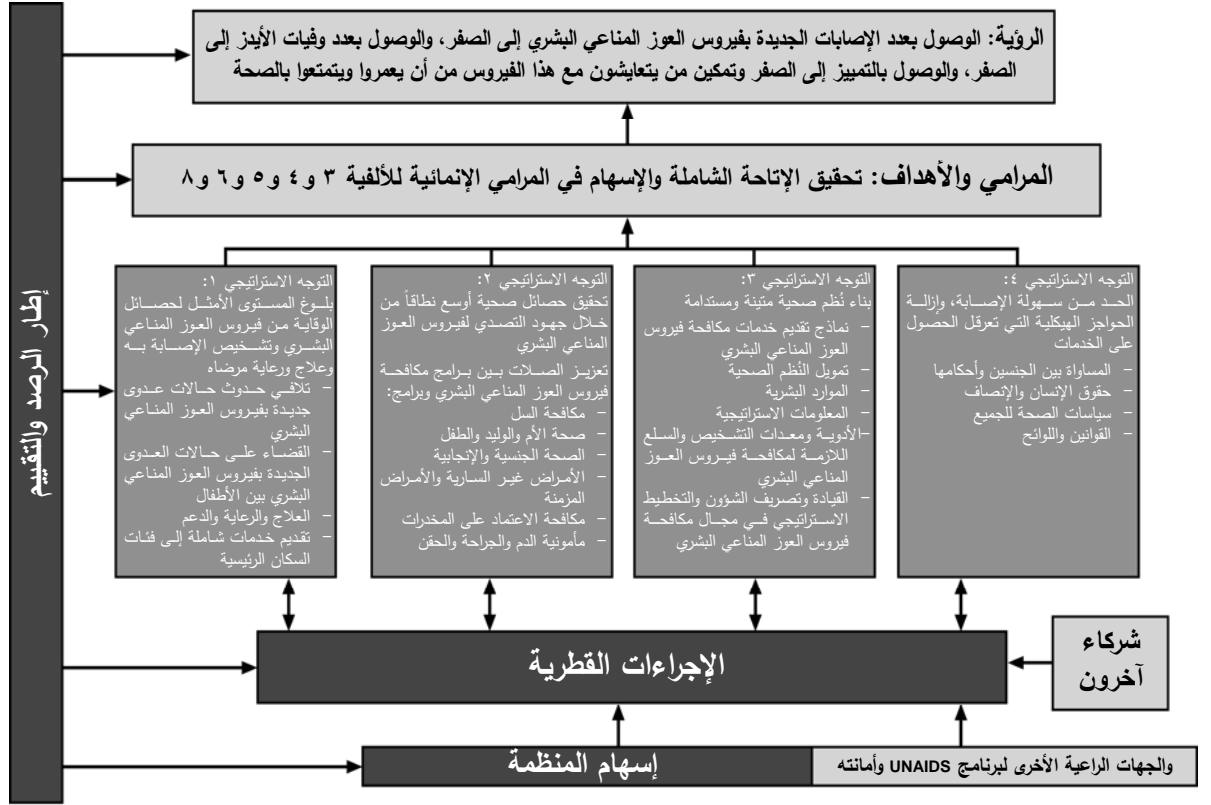 الرؤية: الوصول بعدد الإصابات الجديدة بفيروس العوز المناعي البشري إلى الصفر، والوصول بعدد وفيات الأيدز إلى
الصفر، والوصول بالتمييز إلى الصفر وتمكين من يتعايشون مع هذا الفيروس من أن يعمروا ويتمتعوا بالصحة
المرامي والأهداف: تحقيق الإتاحة الشاملة والإسهام في المرامي الإنمائية للألفية ٣ و٤ و٥ و٦ و٨
إطار الرصد والتقييم
التوجه الاستراتيجي ١:
بلوغ المستوى الأمثل لحصائل
الوقاية من فيروس العوز المناعي
البشري وتشخيص الإصابة به
وعلاج ورعاية مرضاه
– تلافي حدوث حالات عدوى
جديدة بفيروس العوز المناعي
البشري
– القضاء على حالات العدوى
الجديدة بفيروس العوز المناعي
البشري بين الأطفال
– العلاج والرعاية والدعم
– تقديم خدمات شاملة إلى فئات
السكان الرئيسية
التوجه الاستراتيجي ٢:
تحقيق حصائل صحية أوسع نطاقاً من
خلال جهود التصدي لفيروس العوز
المناعي البشري
تعزيز الصلات بين برامج مكافحة
فيروس العوز المناعي البشري وبرامج:
– مكافحة السل
– صحة الأم والوليد والطفل
– الصحة الجنسية والإنجابية
– الأمراض غير السارية والأمراض
المزمنة
– مكافحة الاعتماد على المخدرات
– مأمونية الدم والجراحة والحقن
التوجه الاستراتيجي ٣:
بناء نُظم صحية متينة ومستدامة
– نماذج تقديم خدمات مكافحة فيروس
العوز المناعي البشري
– تمويل النُظم الصحية
– الموارد البشرية
– المعلومات الاستراتيجية
–الأدوية ومعدات التشخيص والسلع
اللازمة لمكافحة فيروس العوز
المناعي البشري
– القيادة وتصريف الشؤون والتخطيط
الاستراتيجي في مجال مكافحة
فيروس العوز المناعي البشري
التوجه الاستراتيجي ٤:
الحد من سهولة الإصابة، وإزالة
الحواجز الهيكلية التي تعرقل الحصول
على الخدمات
– المساواة بين الجنسين وأحكامها
– حقوق الإنسان والإنصاف
– سياسات الصحة للجميع
– القوانين واللوائح
الإجراءات القطرية
شركاء
آخرون
إسهام المنظمة
والجهات الراعية الأخرى لبرنامج UNAIDS وأمانته